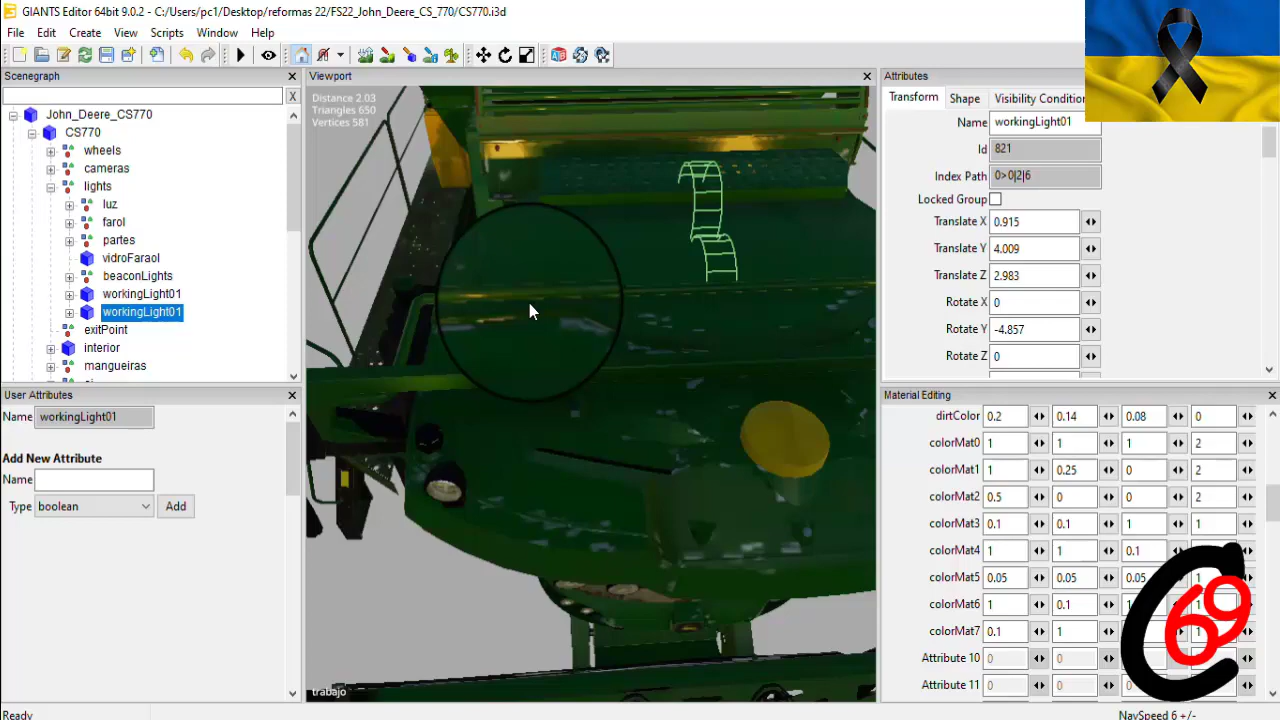 GIANTS Editor 64bit 9.0.2 - C:/Users/pc1/Desktop/reformas 22/FS22_John_Deere_CS_770/CS770.i3d
File Edit Create View Scripts Window Help
Scenegraph
X
John_Deere_CS770
CS770
wheels
cameras
lights
luz
farol
partes
vidroFaraol
beaconLights
workingLight01
workingLight01
exitPoint
interior
mangueiras
User Attributes
Name workingLight01
Add New Attribute
Name
Type boolean Add
Viewport
Distance 2.03
Triangles 650
Vertices 581
trabajo
Attributes
Transform Shape Visibility Condition
Name workingLight01
Id 821
Index Path 0>0|2|6
Locked Group
Translate X 0.915
Translate Y 4.009
Translate Z 2.983
Rotate X 0
Rotate Y -4.857
Rotate Z 0
Material Editing
dirtColor 0.2 0.14 0.08 0
colorMat0 1 1 1 2
colorMat1 1 0.25 0 2
colorMat2 0.5 0 0 2
colorMat3 0.1 0.1 1 1
colorMat4 1 1 0.1
colorMat5 0.05 0.05 0.05 1
colorMat6 1 0.1
colorMat7 0.1 1
Attribute 10 0 0
Attribute 11 0 0 0 0
C69
Ready
NavSpeed 6 +/-